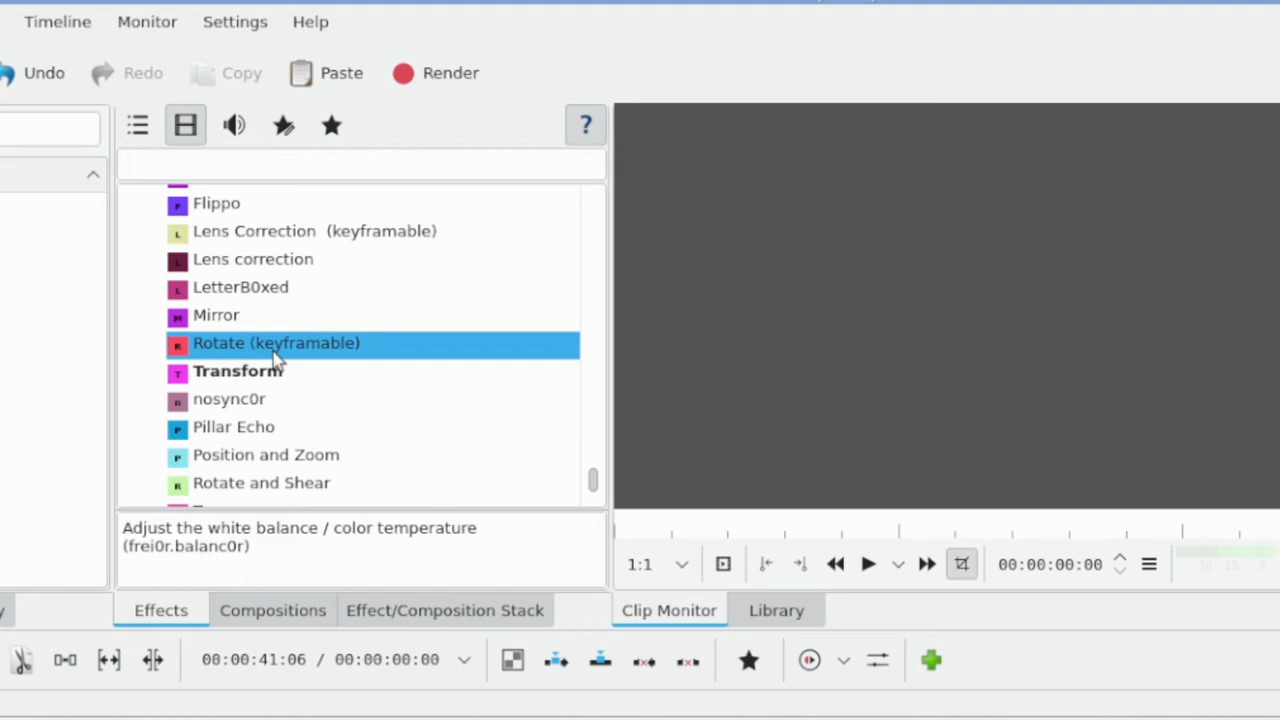 Timeline Monitor Settings Help
Undo Redo Copy Paste Render
?
F Flippo
L Lens Correction (keyframable)
L Lens correction
L LetterB0xed
M Mirror
R Rotate (keyframable)
T Transform
n nosync0r
P Pillar Echo
P Position and Zoom
R Rotate and Shear
Adjust the white balance / color temperature
(frei0r.balanc0r)
1:1 00:00:00:00
Effects Compositions Effect/Composition Stack Clip Monitor Library
00:00:41:06 / 00:00:00:00